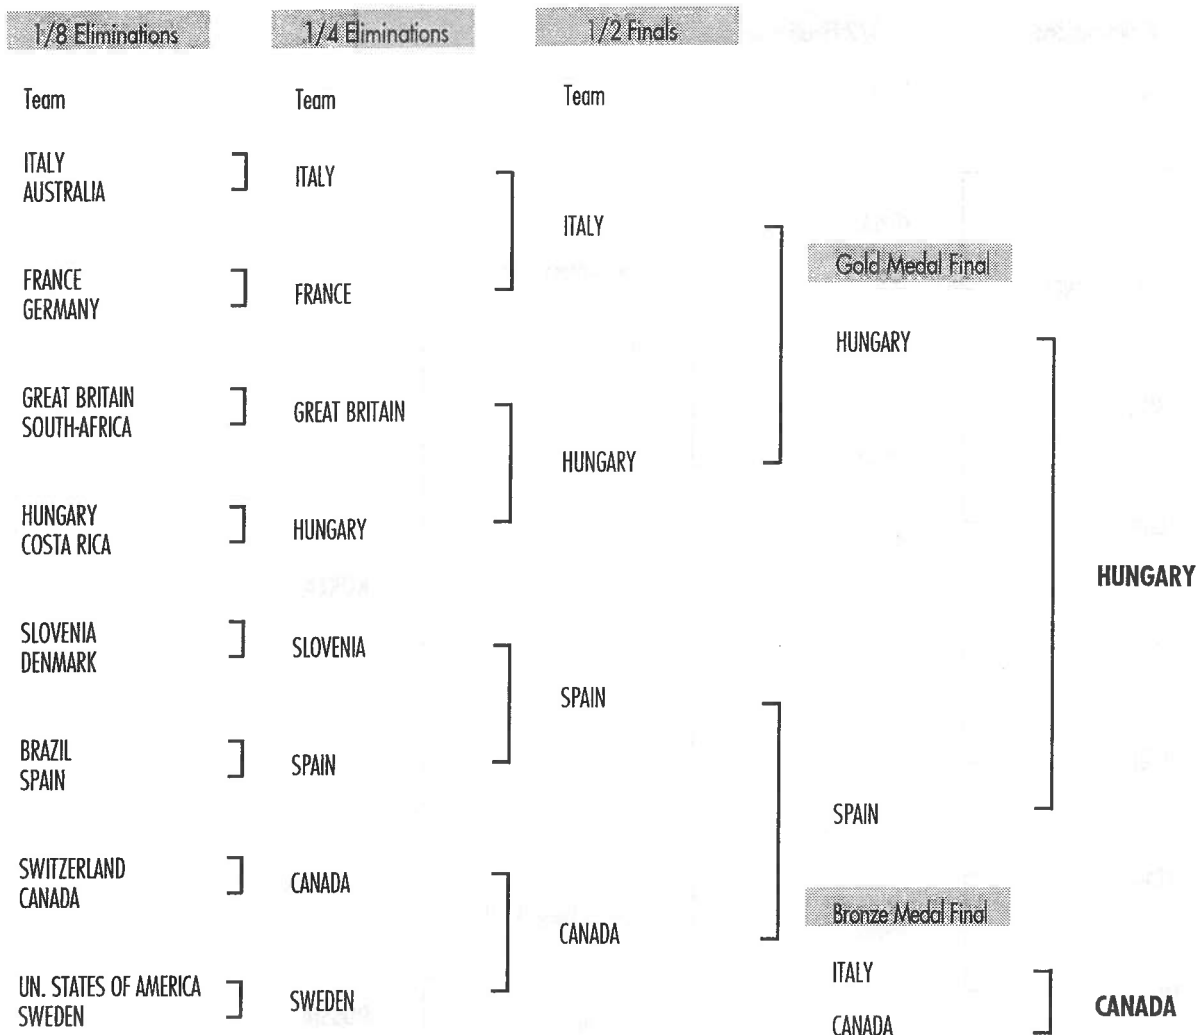 1/8 Eliminations
1/4 Eliminations
1/2 Finals
Team
Team
Team
ITALY
AUSTRALIA
FRANCE
GERMANY
GREAT BRITAIN
SOUTH-AFRICA
HUNGARY
COSTA RICA
SLOVENIA
DENMARK
BRAZIL
SPAIN
SWITZERLAND
CANADA
UN. STATES OF AMERICA
SWEDEN
ITALY
FRANCE
GREAT BRITAIN
HUNGARY
SLOVENIA
SPAIN
CANADA
SWEDEN
ITALY
HUNGARY
SPAIN
CANADA
Gold Medal Final
HUNGARY
SPAIN
HUNGARY
Bronze Medal Final
ITALY
CANADA
CANADA